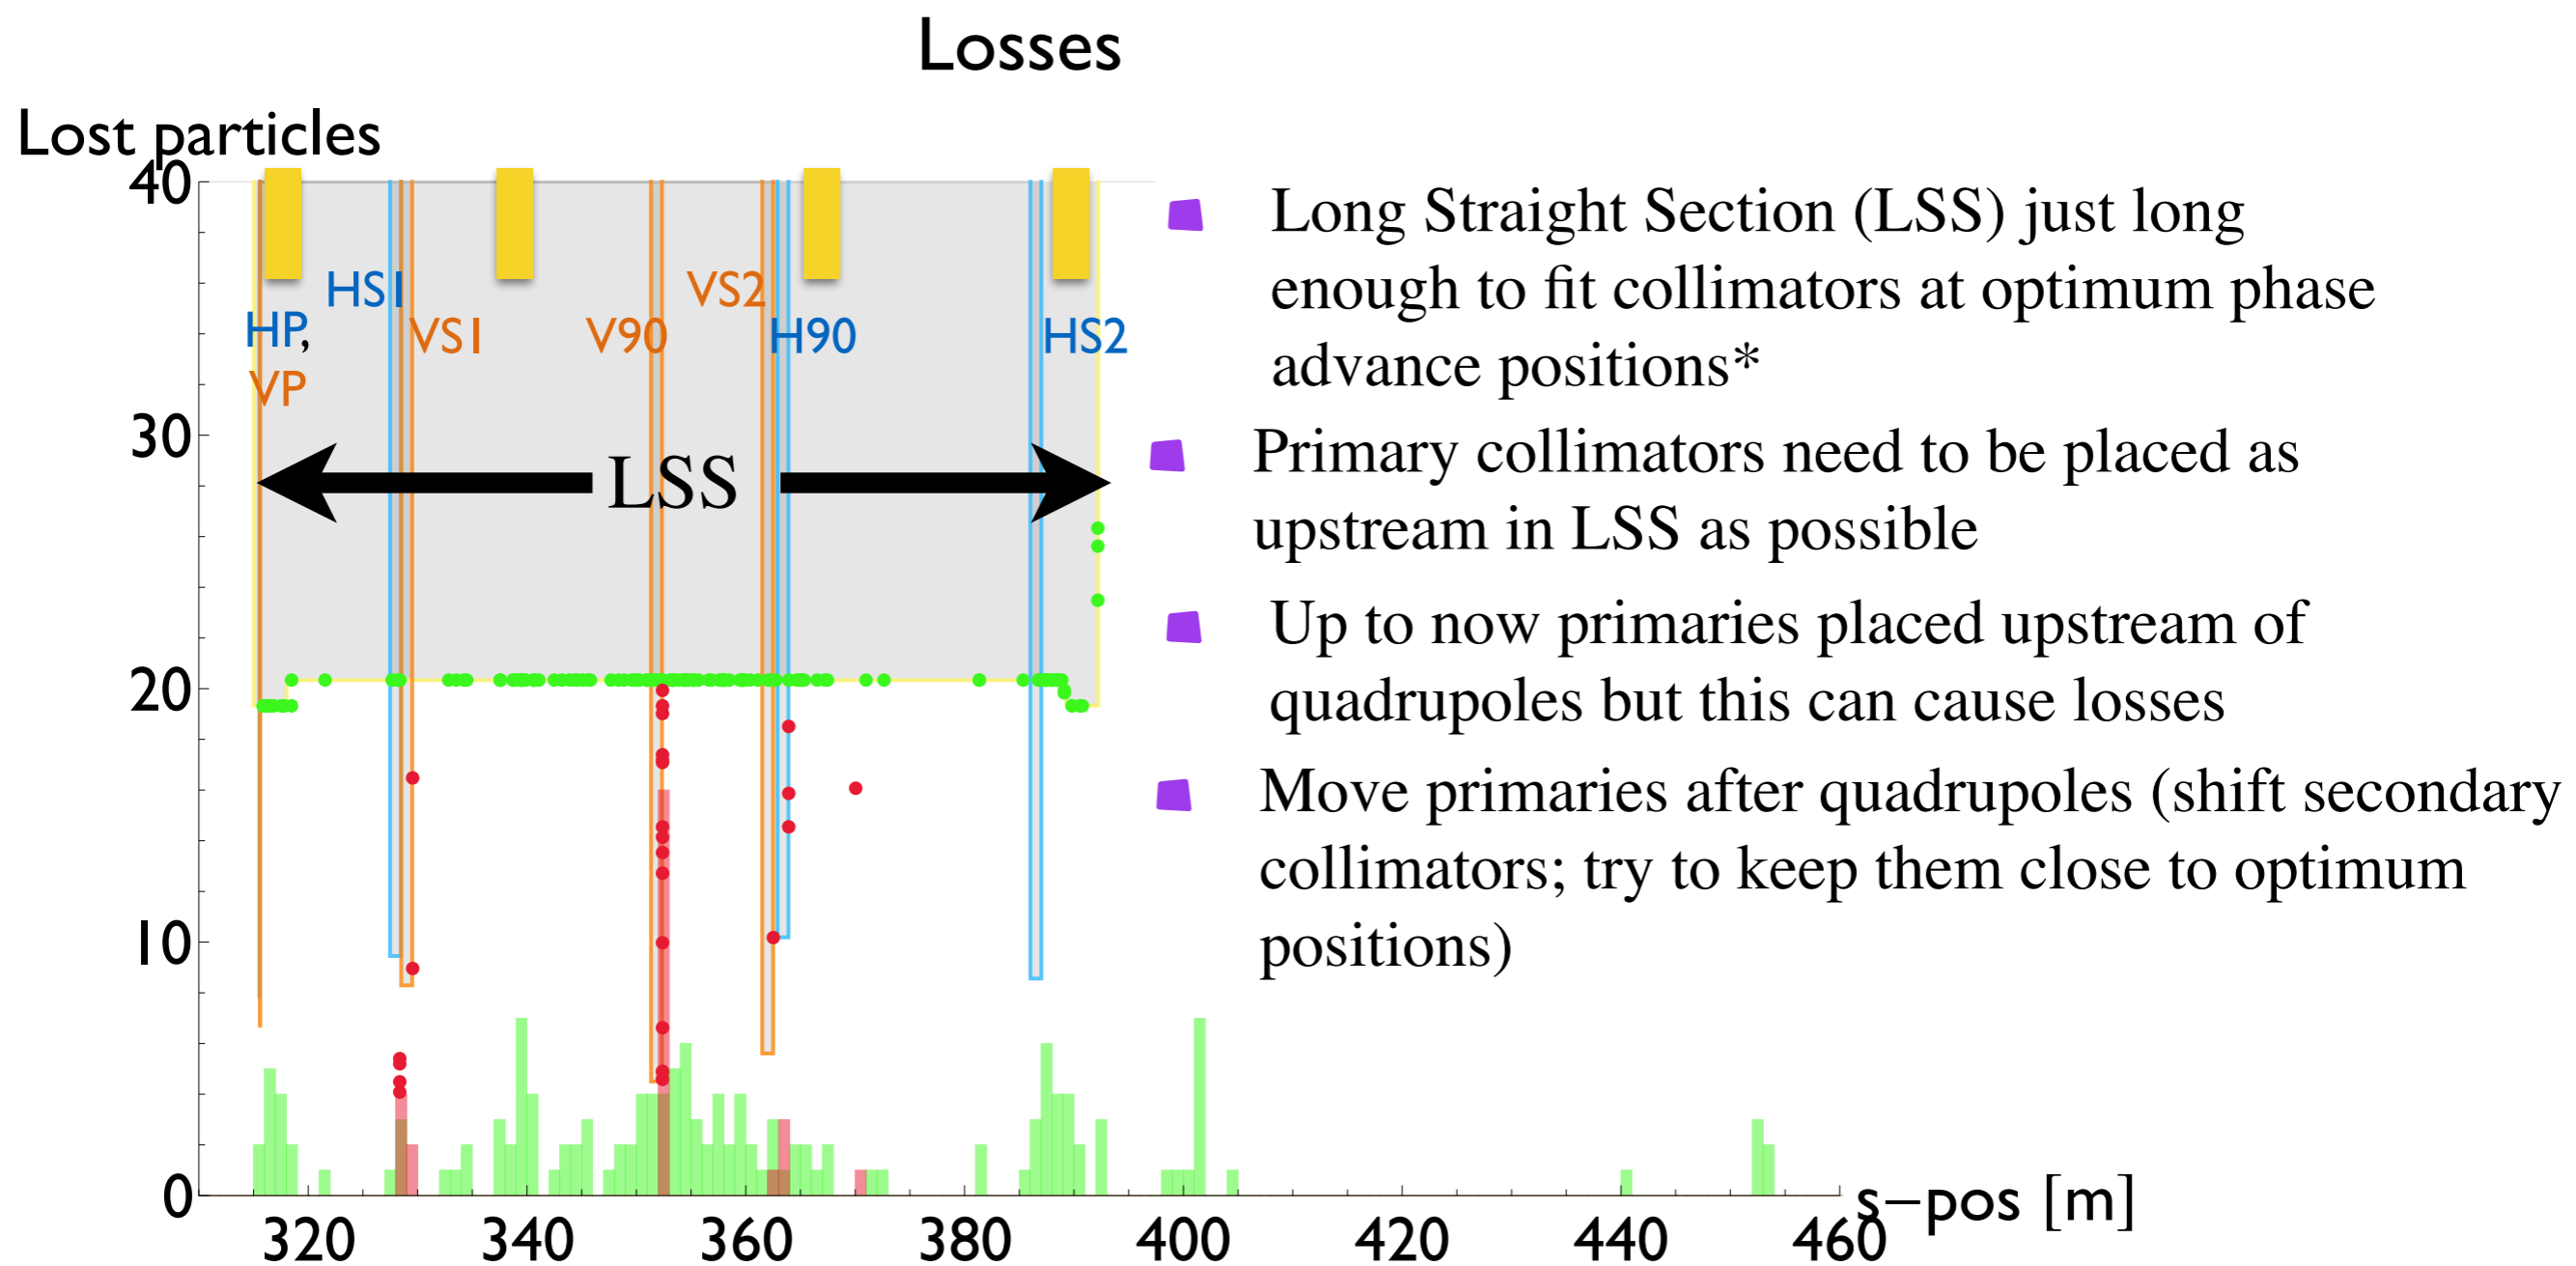 Losses
Lost particles
40
30
20
10
0
HS1
VS2
HP,
VS1
V90
H90
HS2
VP
LSS
320 340 360 380 400 420 440 460
s–pos [m]
Long Straight Section (LSS) just long
enough to fit collimators at optimum phase
advance positions*
Primary collimators need to be placed as
upstream in LSS as possible
Up to now primaries placed upstream of
quadrupoles but this can cause losses
Move primaries after quadrupoles (shift secondary
collimators; try to keep them close to optimum
positions)